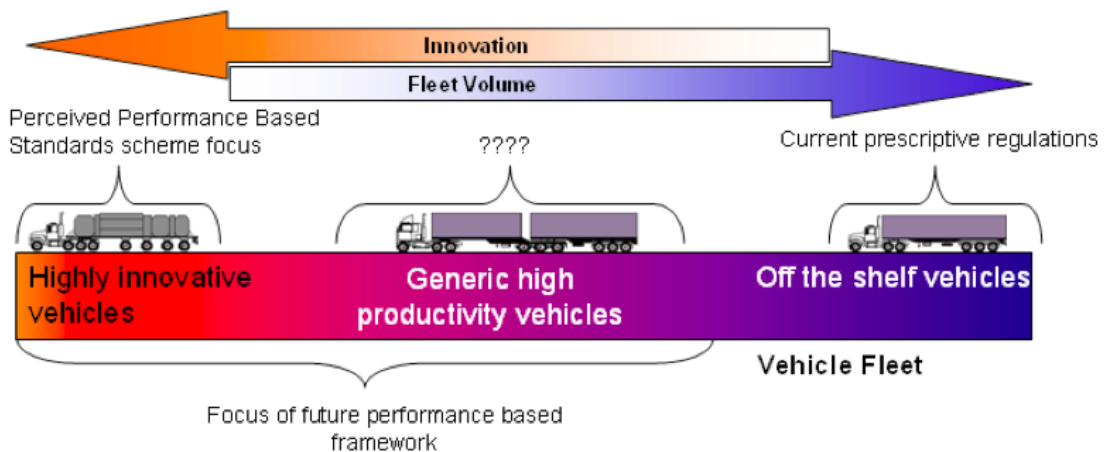 Innovation
Fleet Volume
Perceived Performance Based
Standards scheme focus
????
Current prescriptive regulations
Highly innovative
vehicles
Generic high
productivity vehicles
Off the shelf vehicles
Vehicle Fleet
Focus of future performance based
framework